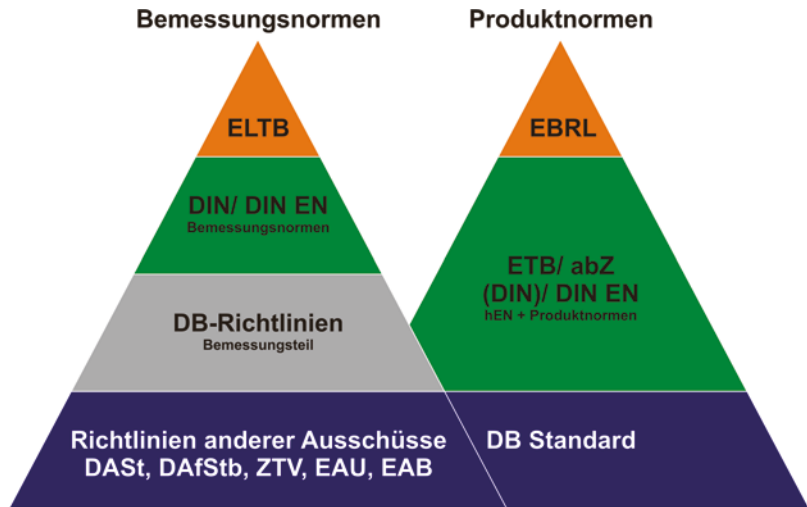 Bemessungsnormen
ELTB
DIN/ DIN EN
Bemessungsnormen
DB-Richtlinien
Bemessungsteil
Richtlinien anderer Ausschüsse
DASt, DAfStb, ZTV, EAU, EAB
Produktnormen
EBRL
ETB/ abZ
(DIN)/ DIN EN
hEN + Produktnormen
DB Standard